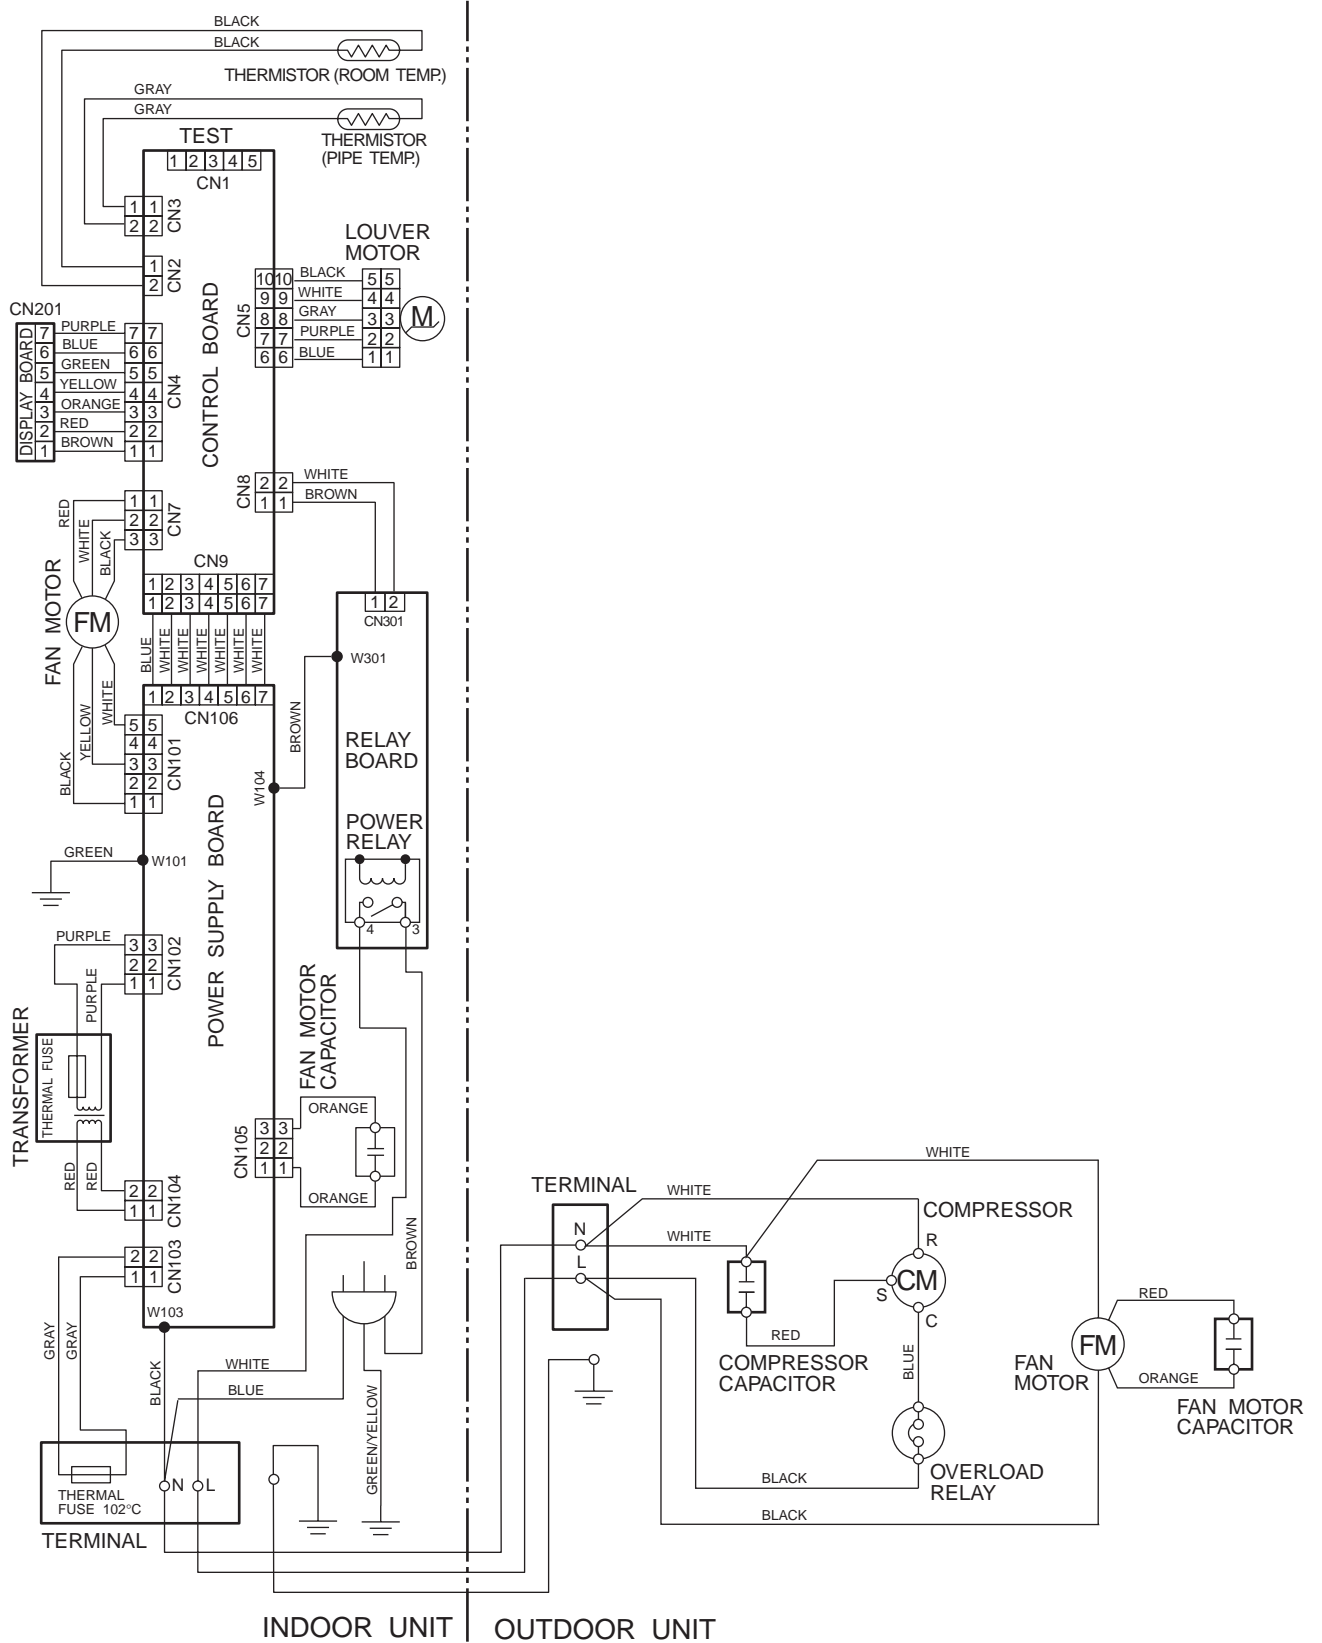 BLACK
BLACK
THERMISTOR (ROOM TEMP.)
GRAY
GRAY
THERMISTOR
(PIPE TEMP.)
TEST
1 2 3 4 5
CN1
1 1
2 2
CN3
1
2
CN2
CN201
DISPLAY BOARD
7 PURPLE 7 7
6 BLUE 6 6
5 GREEN 5 5
4 YELLOW 4 4
3 ORANGE 3 3
2 RED 2 2
1 BROWN 1 1
CN4
CONTROL BOARD
LOUVER
MOTOR
CN5
10 10 BLACK 5 5
9 9 WHITE 4 4
8 8 GRAY 3 3
7 7 PURPLE 2 2
6 6 BLUE 1 1
M
CN8
2 2 WHITE
1 1 BROWN
RED
WHITE
BLACK
1 1
2 2
3 3
CN7
FAN MOTOR
FM
CN9
1 2 3 4 5 6 7
1 2 3 4 5 6 7
BLUE
WHITE
WHITE
WHITE
WHITE
WHITE
WHITE
1 2 3 4 5 6 7
CN106
BLACK
YELLOW
WHITE
5 5
4 4
3 3
2 2
1 1
CN101
1 2
CN301
W301
BROWN
W104
RELAY
BOARD
POWER
RELAY
4 3
POWER SUPPLY BOARD
GREEN
W101
PURPLE
PURPLE
3 3
2 2
1 1
CN102
TRANSFORMER
THERMAL FUSE
RED
RED
2 2
1 1
CN104
FAN MOTOR
CAPACITOR
ORANGE
CN105
3 3
2 2
1 1
ORANGE
2 2
1 1
CN103
W103
GRAY
GRAY
BLACK
BROWN
WHITE
BLUE
GREEN/YELLOW
N L
THERMAL
FUSE 102°C
TERMINAL
INDOOR UNIT
OUTDOOR UNIT
TERMINAL
N
L
WHITE
WHITE
WHITE
COMPRESSOR
R
CM
S
C
RED
COMPRESSOR
CAPACITOR
BLUE
OVERLOAD
RELAY
BLACK
BLACK
FM
FAN
MOTOR
RED
ORANGE
FAN MOTOR
CAPACITOR